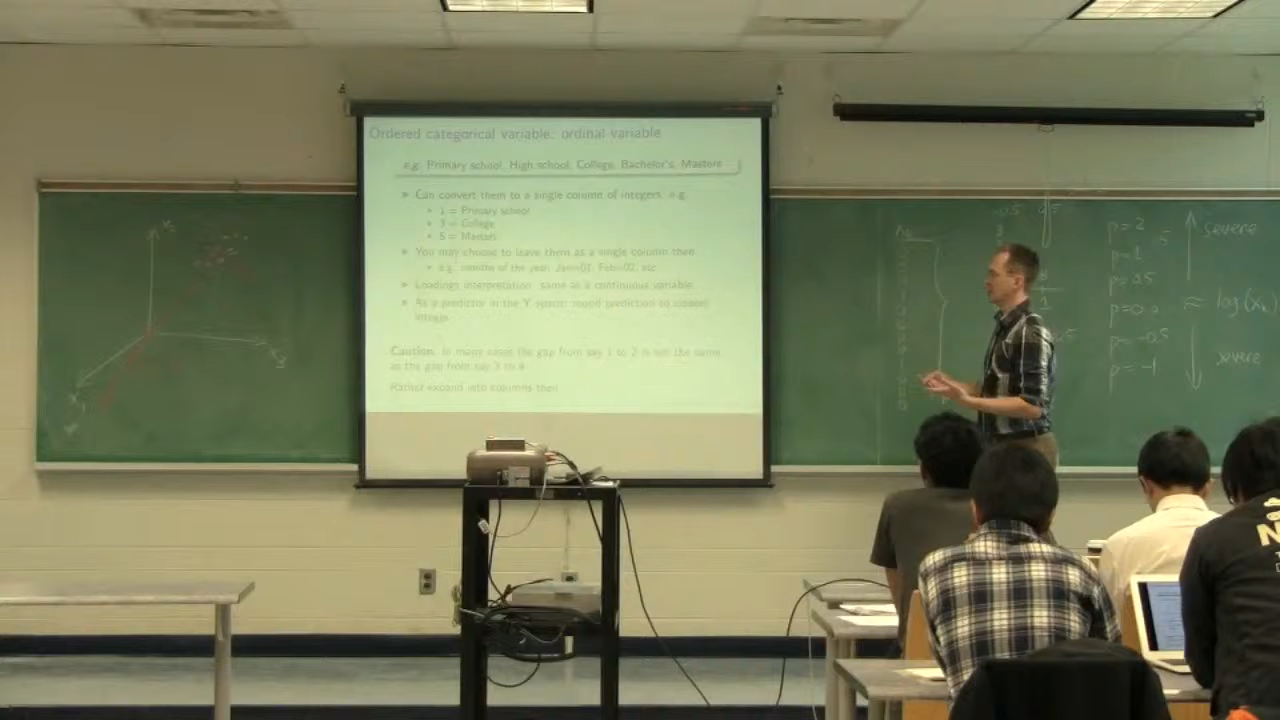 Ordered categorical variable: ordinal variable
e.g. Primary school, High school, College, Bachelor's, Masters
Can convert them to a single column of integers, e.g.
1 = Primary school
3 = College
5 = Masters
You may choose to leave them as a single column then
e.g. months of the year: Jan=01, Feb=02, etc
Loadings interpretation: same as a continuous variable
As a predictor in the Y space: round prediction to closest
integer
Caution: In many cases the gap from say 1 to 2 is not the same
as the gap from say 3 to 4
Rather expand into columns then
p=2
p=1
p=0.5
p=-0.5
p=-1
severe
≈ log(x
severe
N